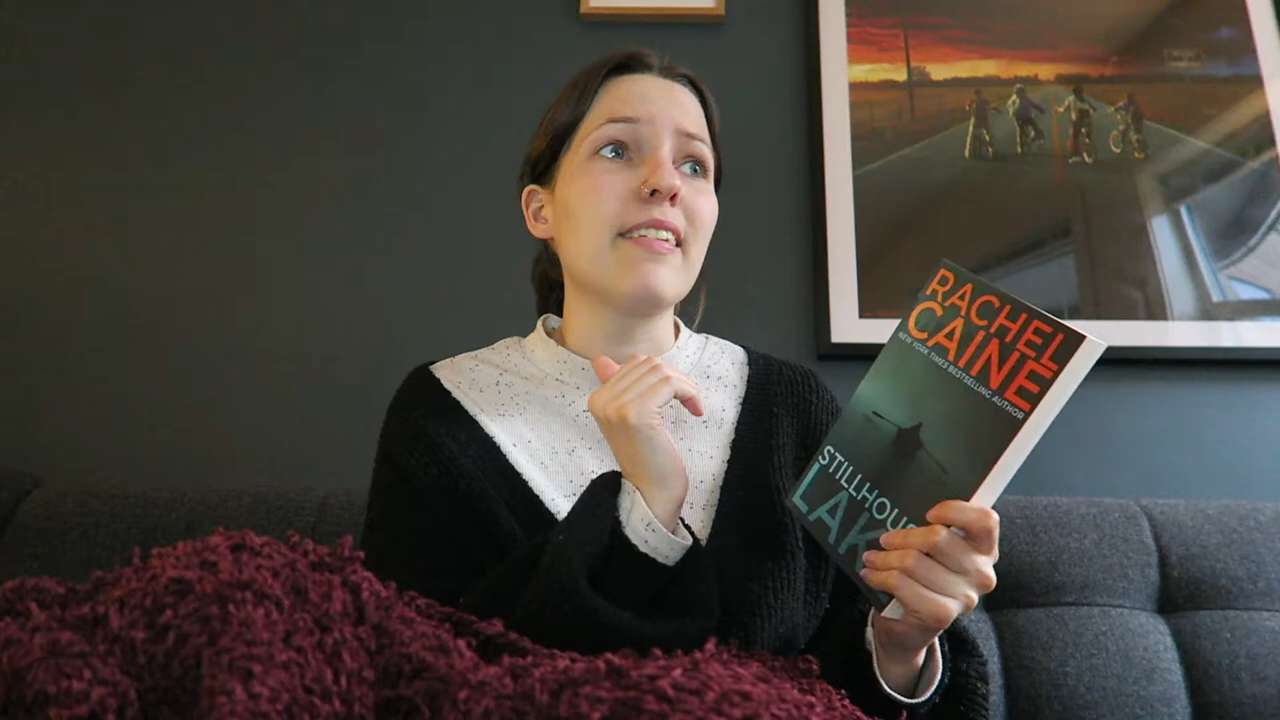 RACHEL
CAINE
NEW YORK TIMES BESTSELLING AUTHOR
STILLHOUS
LAK